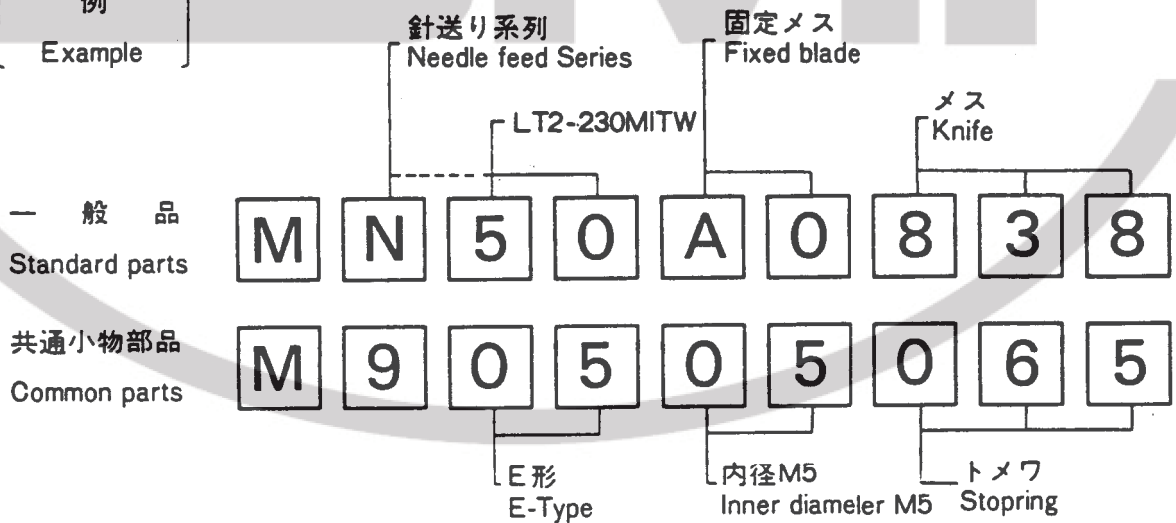 例
Example
針送り系列
Needle feed Series
固定メス
Fixed blade
LT2-230MITW
メス
Knife
一般品
Standard parts
M N 5 0 A 0 8 3 8
共通小物部品
Common parts
M 9 0 5 0 5 0 6 5
E形
E-Type
内径M5
Inner diameler M5
トメワ
Stopring